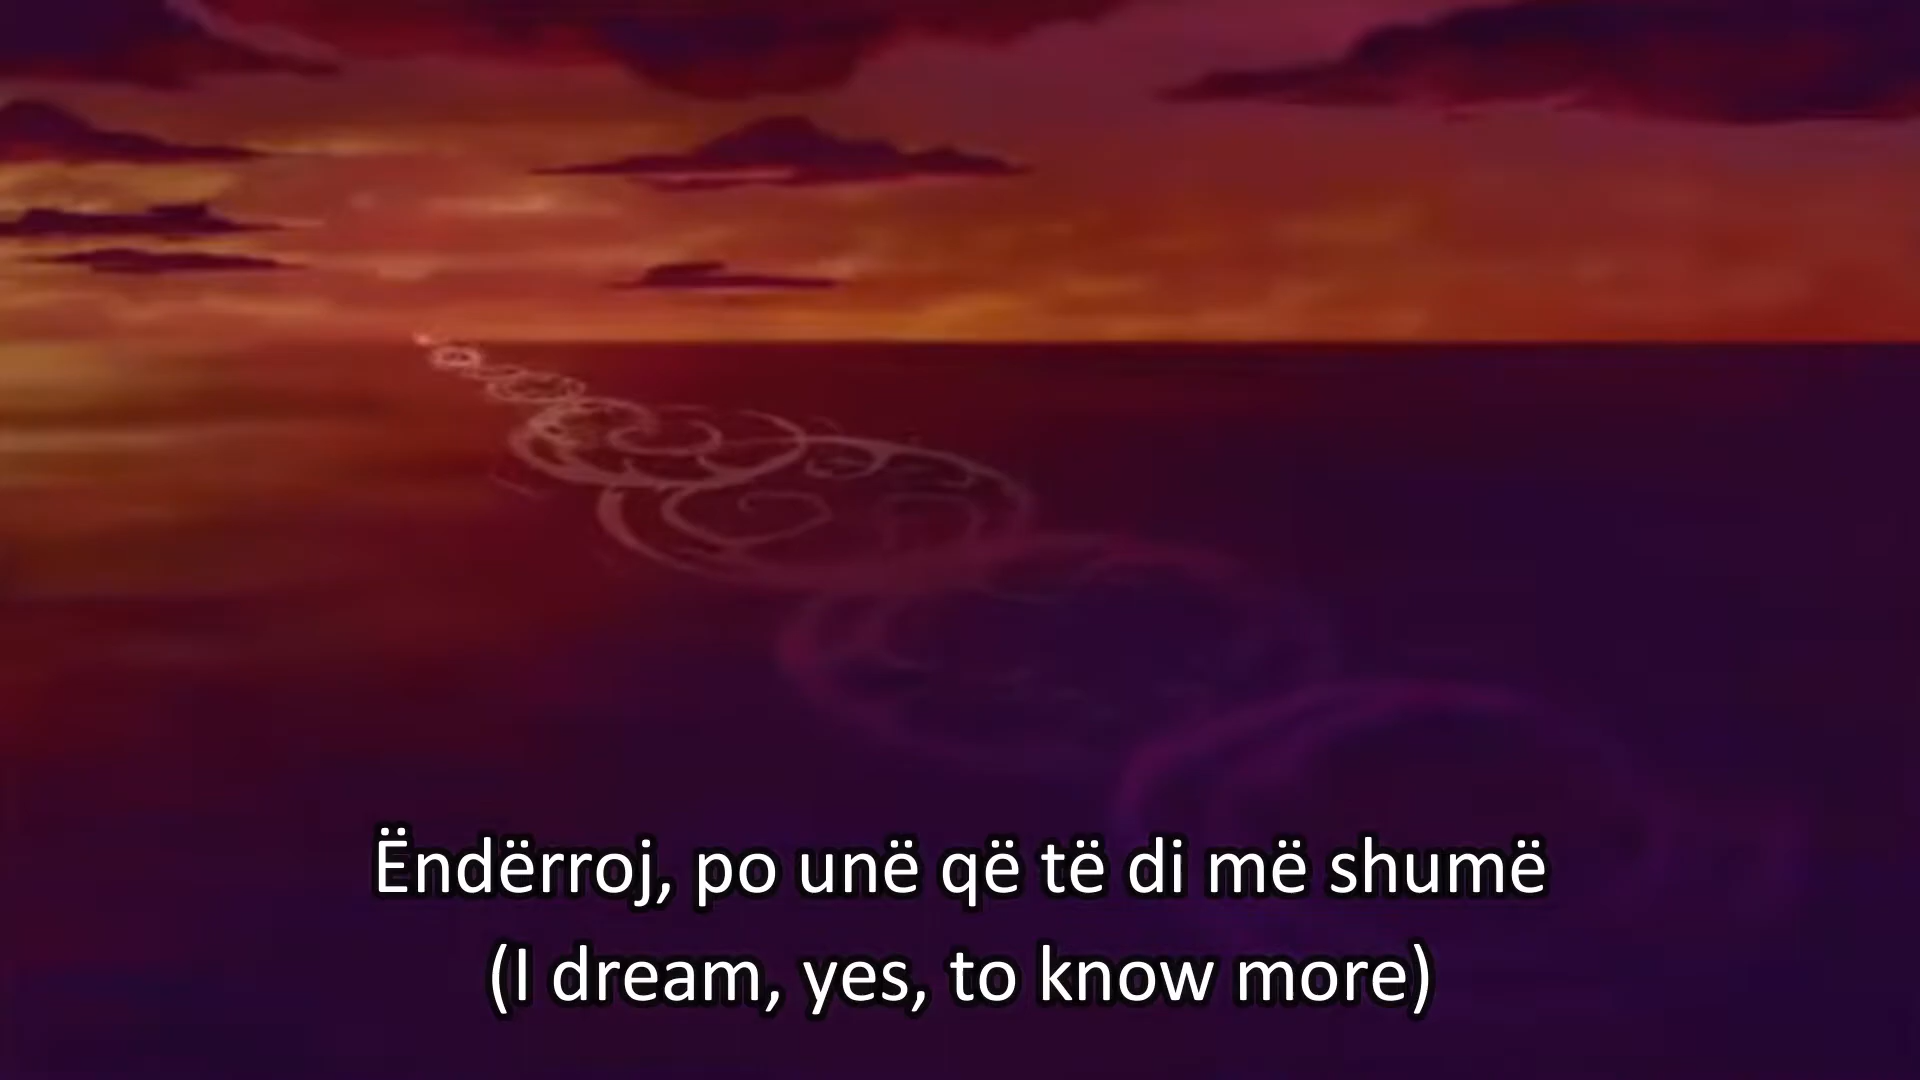 Ëndërroj, po unë që të di më shumë
(I dream, yes, to know more)